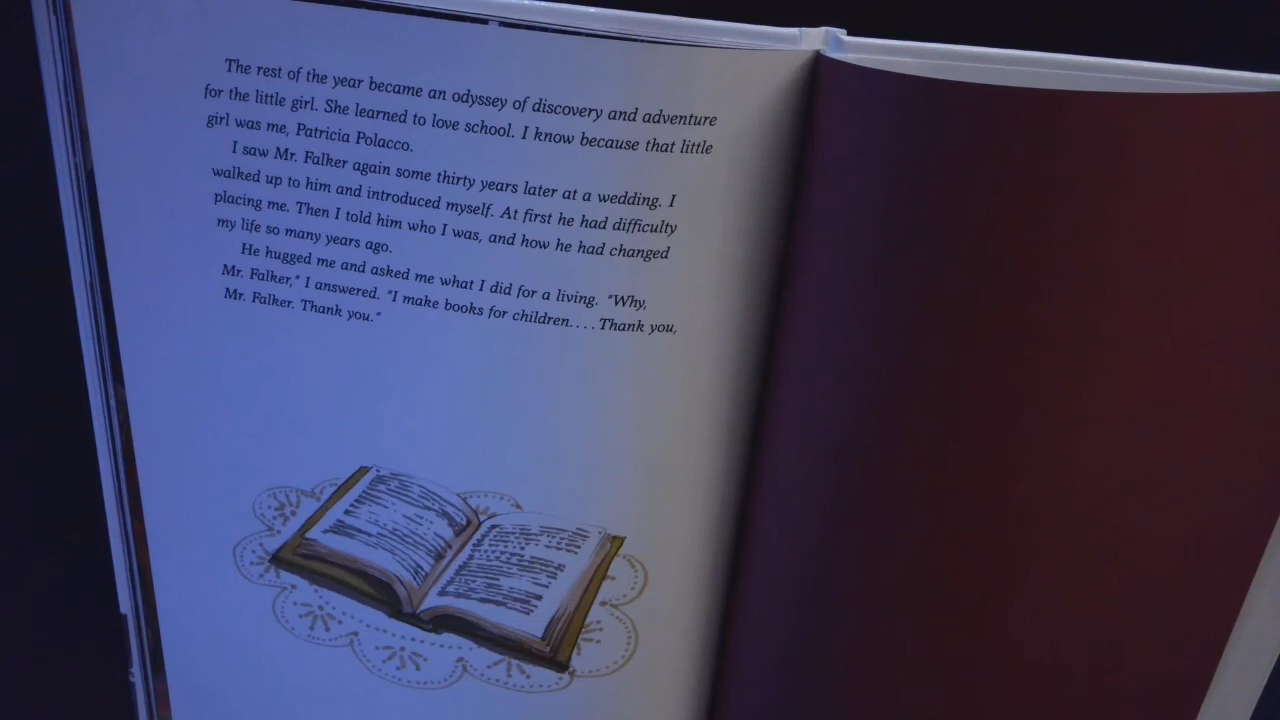 The rest of the year became an odyssey of discovery and adventure
for the little girl. She learned to love school. I know because that little
girl was me, Patricia Polacco.
I saw Mr. Falker again some thirty years later at a wedding. I
walked up to him and introduced myself. At first he had difficulty
placing me. Then I told him who I was, and how he had changed
my life so many years ago.
He hugged me and asked me what I did for a living. "Why,
Mr. Falker," I answered. "I make books for children. . . . Thank you,
Mr. Falker. Thank you."